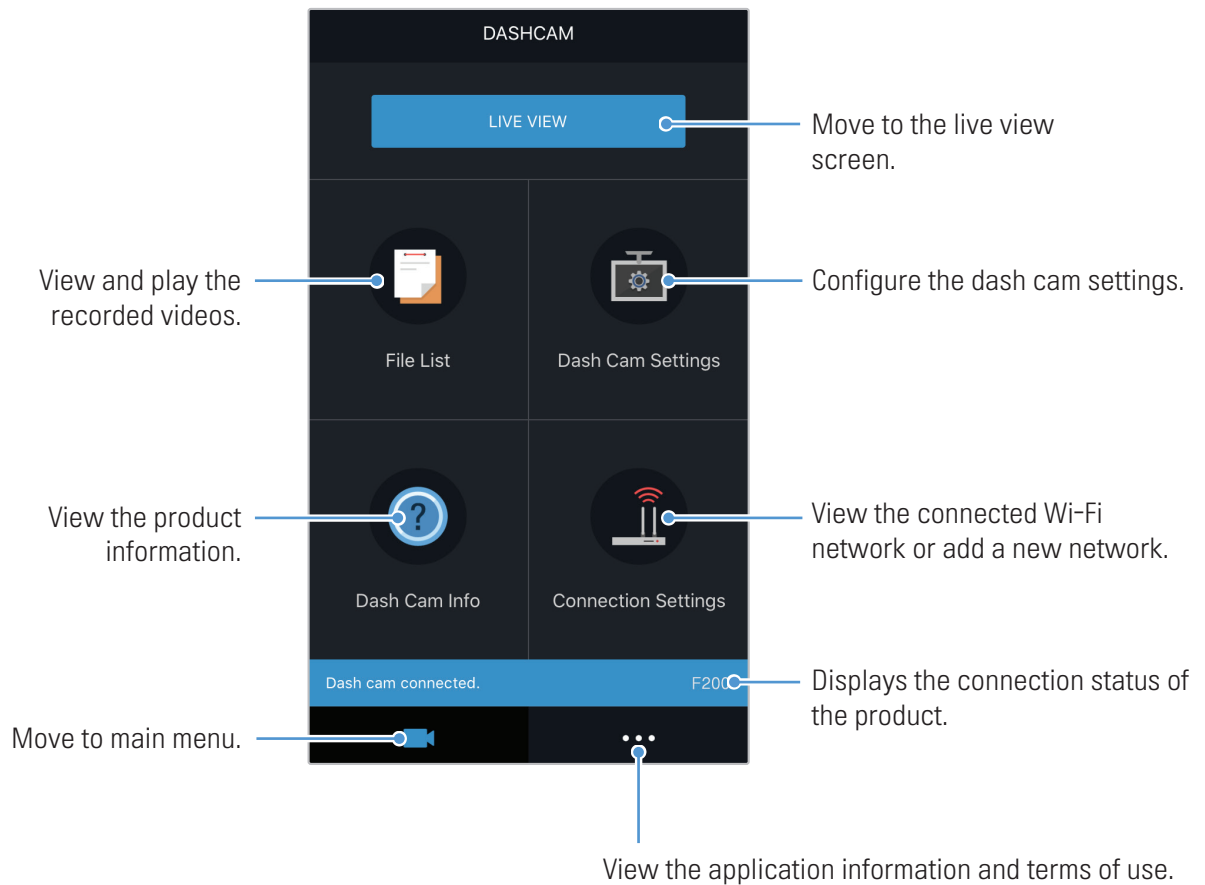 DASHCAM
LIVE VIEW
Move to the live view
screen.
View and play the
recorded videos.
Configure the dash cam settings.
File List
Dash Cam Settings
View the product
information.
?
View the connected Wi-Fi
network or add a new network.
Dash Cam Info
Connection Settings
Dash cam connected.
F200
Displays the connection status of
the product.
Move to main menu.
View the application information and terms of use.